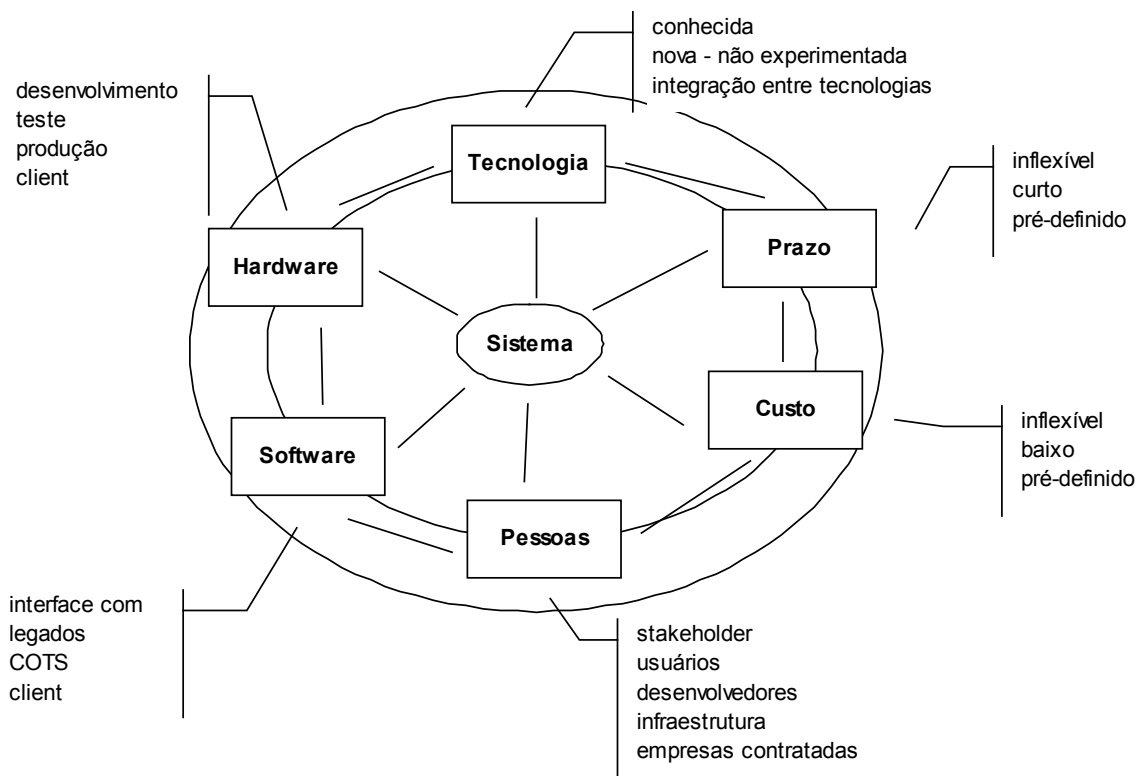 conhecida
nova - não experimentada
integração entre tecnologias
desenvolvimento
teste
produção
client
Tecnologia
inflexível
curto
pré-definido
Prazo
Hardware
Sistema
Custo
inflexível
baixo
pré-definido
Software
Pessoas
interface com
legados
COTS
client
stakeholder
usuários
desenvolvedores
infraestrutura
empresas contratadas